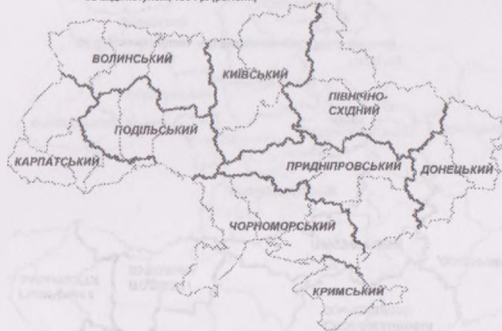 ВОЛИНСЬКИЙ
КИЇВСЬКИЙ
ПІВНІЧНО-
СХІДНИЙ
ПОДІЛЬСЬКИЙ
КАРПАТСЬКИЙ
ПРИДНІПРОВСЬКИЙ
ДОНЕЦЬКИЙ
ЧОРНОМОРСЬКИЙ
КРИМСЬКИЙ